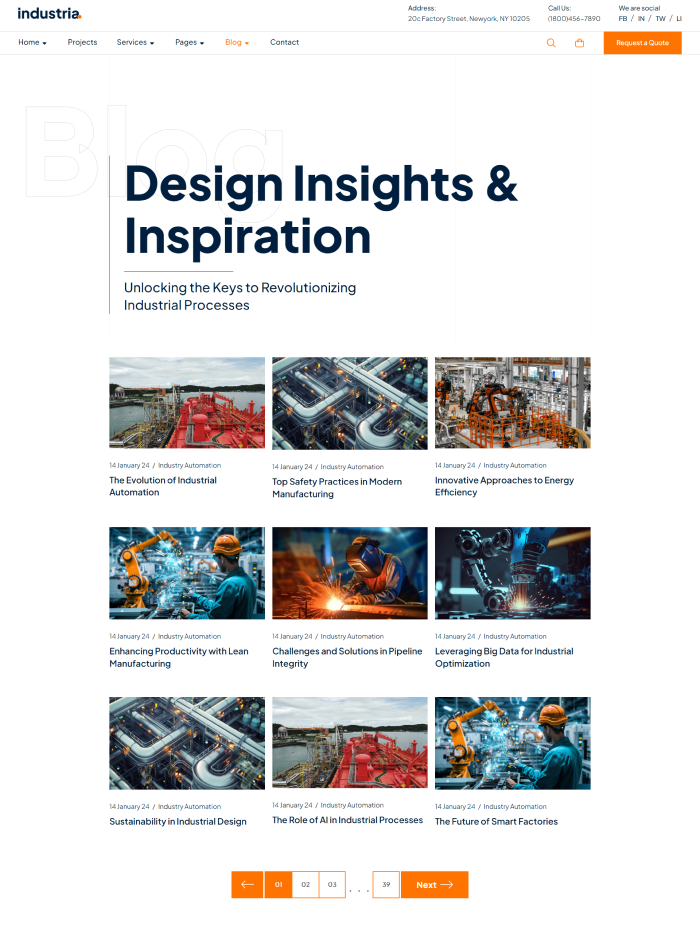 industria.
Address:
20c Factory Street, Newyork, NY 10205
Call Us:
(1800)456-7890
We are social
FB / IN / TW / LI
Home
Projects
Services
Pages
Blog
Contact
Request a Quote
Blog
Design Insights &
Inspiration
Unlocking the Keys to Revolutionizing
Industrial Processes
14 January 24 / Industry Automation
The Evolution of Industrial
Automation
14 January 24 / Industry Automation
Top Safety Practices in Modern
Manufacturing
14 January 24 / Industry Automation
Innovative Approaches to Energy
Efficiency
14 January 24 / Industry Automation
Enhancing Productivity with Lean
Manufacturing
14 January 24 / Industry Automation
Challenges and Solutions in Pipeline
Integrity
14 January 24 / Industry Automation
Leveraging Big Data for Industrial
Optimization
14 January 24 / Industry Automation
Sustainability in Industrial Design
14 January 24 / Industry Automation
The Role of AI in Industrial Processes
14 January 24 / Industry Automation
The Future of Smart Factories
01 02 03 . . . 39 Next